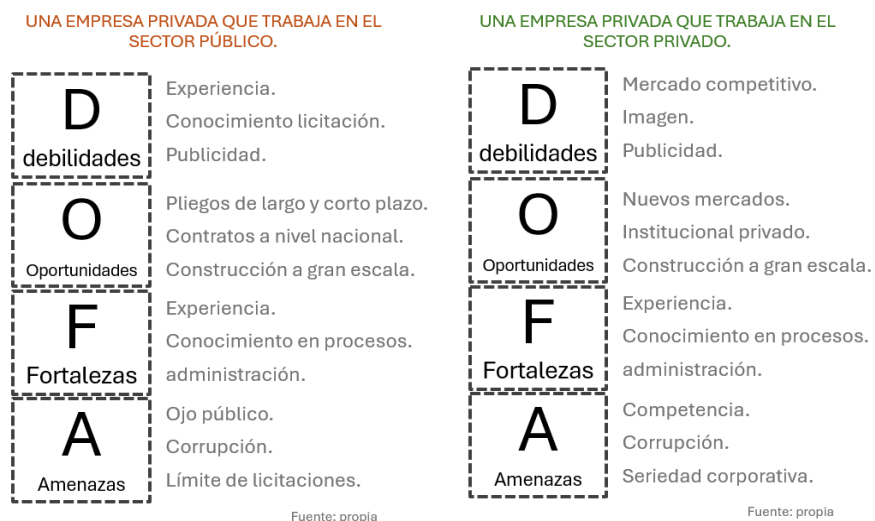 UNA EMPRESA PRIVADA QUE TRABAJA EN EL
SECTOR PÚBLICO.
D
debilidades
Experiencia.
Conocimiento licitación.
Publicidad.
O
Oportunidades
Pliegos de largo y corto plazo.
Contratos a nivel nacional.
Construcción a gran escala.
F
Fortalezas
Experiencia.
Conocimiento en procesos.
administración.
A
Amenazas
Ojo público.
Corrupción.
Límite de licitaciones.
Fuente: propia
UNA EMPRESA PRIVADA QUE TRABAJA EN EL
SECTOR PRIVADO.
D
debilidades
Mercado competitivo.
Imagen.
Publicidad.
O
Oportunidades
Nuevos mercados.
Institucional privado.
Construcción a gran escala.
F
Fortalezas
Experiencia.
Conocimiento en procesos.
administración.
A
Amenazas
Competencia.
Corrupción.
Seriedad corporativa.
Fuente: propia